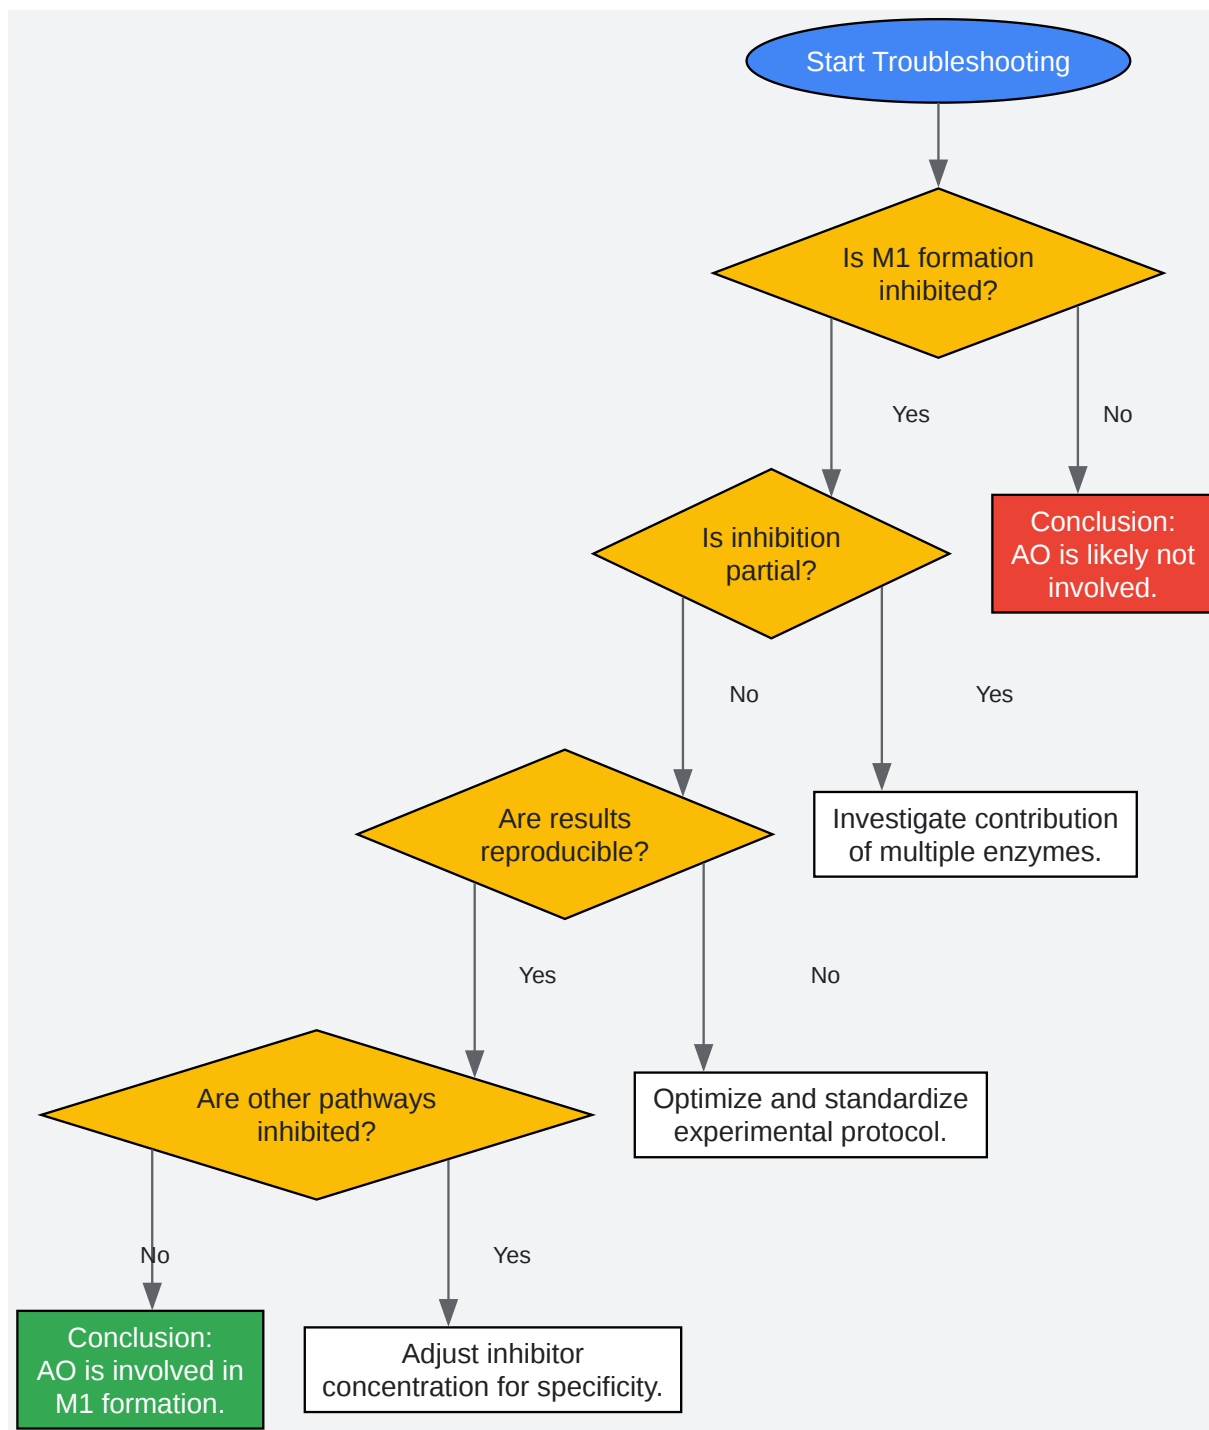 Start Troubleshooting
Is M1 formation
inhibited?
Yes
No
Is inhibition
partial?
Conclusion:
AO is likely not
involved.
No
Yes
Are results
reproducible?
Investigate contribution
of multiple enzymes.
Yes
No
Are other pathways
inhibited?
Optimize and standardize
experimental protocol.
No
Yes
Conclusion:
AO is involved in
M1 formation.
Adjust inhibitor
concentration for specificity.